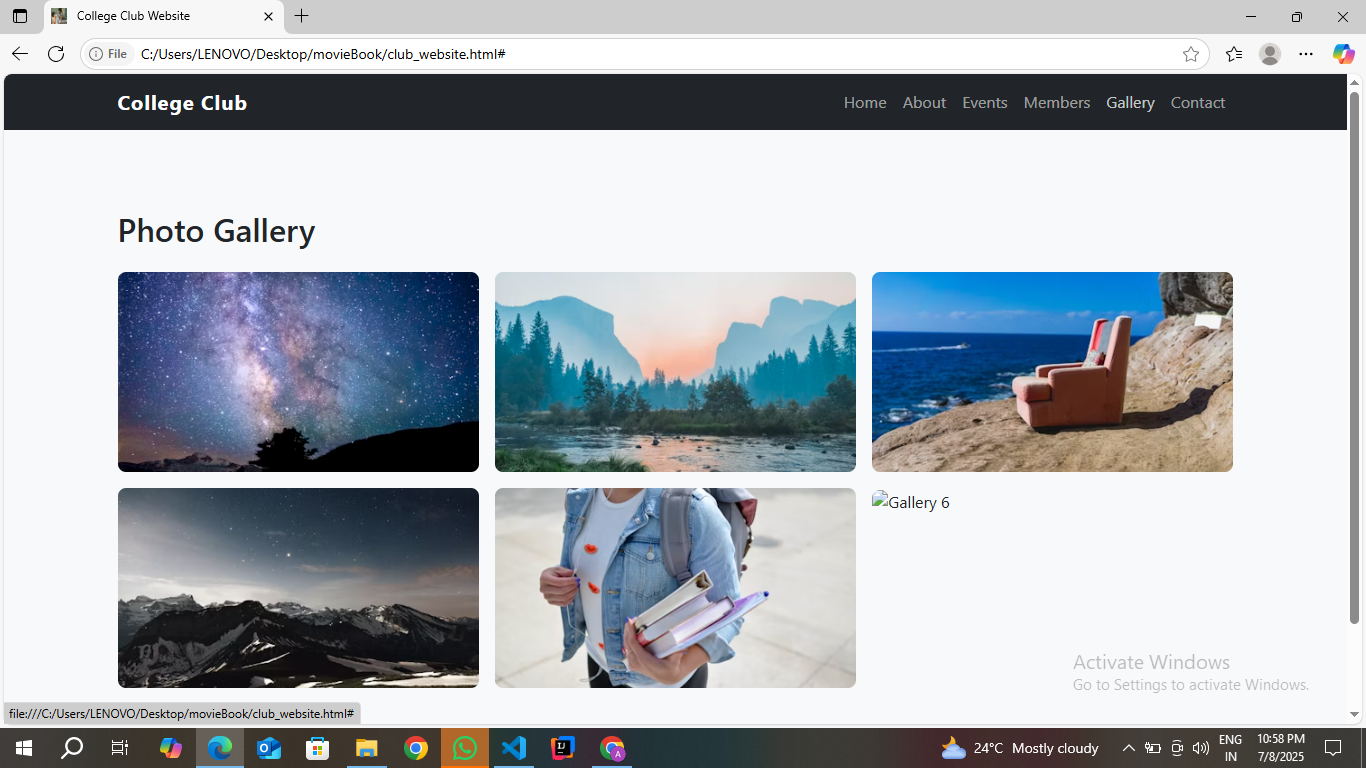 College Club Website
File
C:/Users/LENOVO/Desktop/movieBook/club_website.html#
College Club
Home
About
Events
Members
Gallery
Contact
Photo Gallery
Gallery 6
Activate Windows
Go to Settings to activate Windows.
file:///C:/Users/LENOVO/Desktop/movieBook/club_website.html#
24°C Mostly cloudy
ENG
IN
10:58 PM
7/8/2025